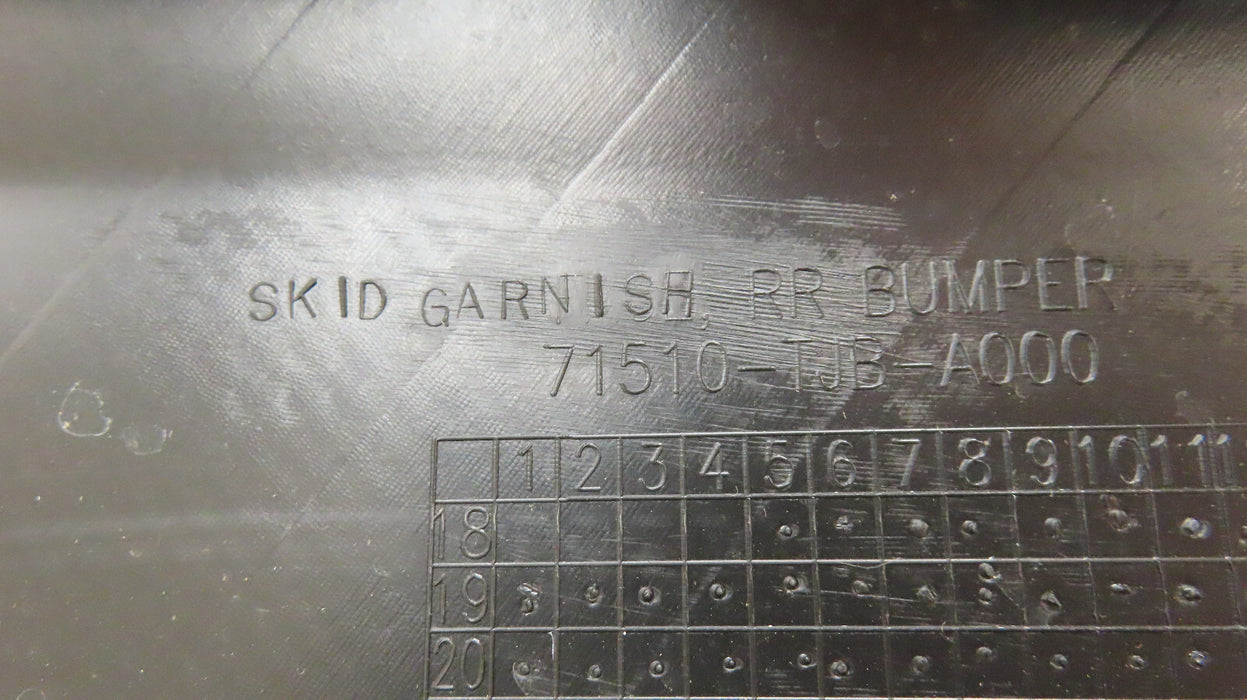 SKID GARNISH, RR BUMPER
71510-TJB-A000
1 2 3 4 5 6 7 8 9 10 11
18
19
20